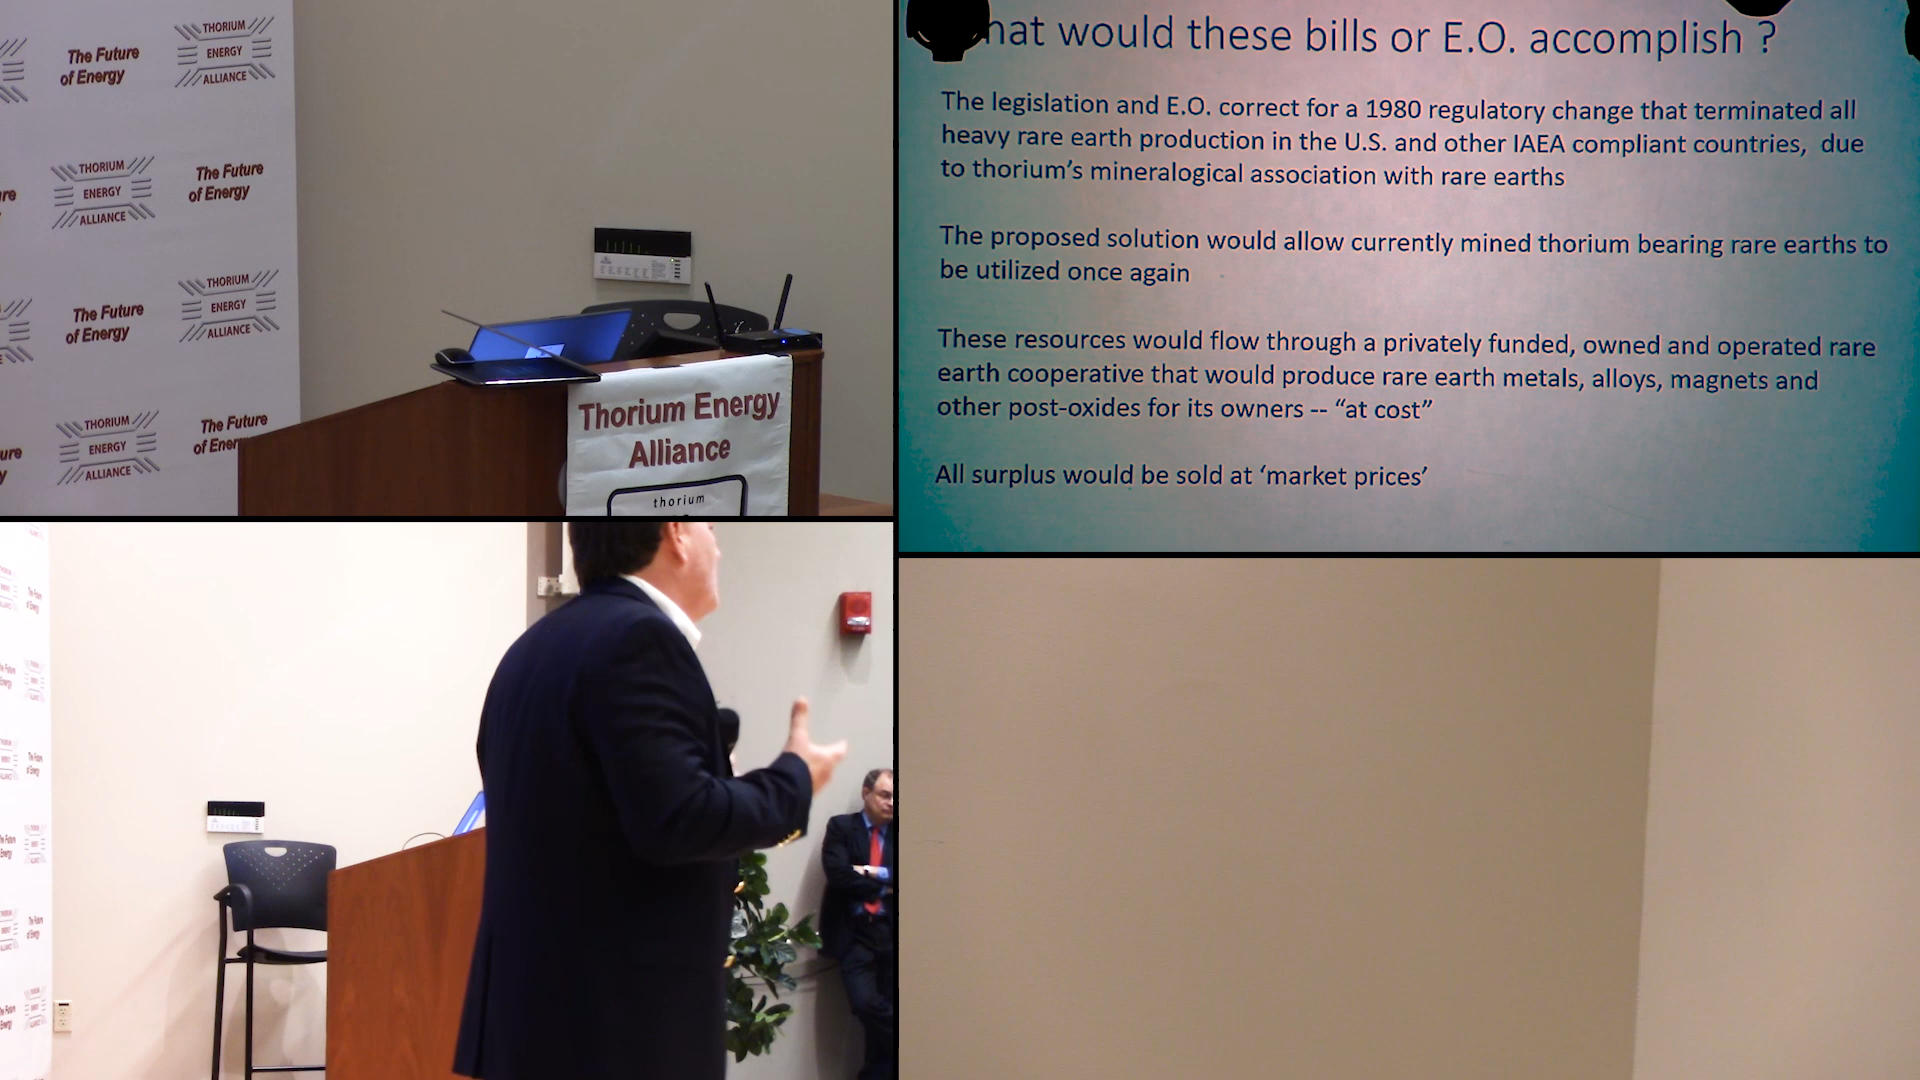 The Future
of Energy
THORIUM
ENERGY
ALLIANCE
THORIUM
ENERGY
ALLIANCE
The Future
of Energy
The Future
of Energy
THORIUM
ENERGY
ALLIANCE
THORIUM
ENERGY
ALLIANCE
The Future
of Ener
Thorium Energy
Alliance
thorium
hat would these bills or E.O. accomplish ?
The legislation and E.O. correct for a 1980 regulatory change that terminated all
heavy rare earth production in the U.S. and other IAEA compliant countries, due
to thorium's mineralogical association with rare earths
The proposed solution would allow currently mined thorium bearing rare earths to
be utilized once again
These resources would flow through a privately funded, owned and operated rare
earth cooperative that would produce rare earth metals, alloys, magnets and
other post-oxides for its owners -- “at cost”
All surplus would be sold at ‘market prices’